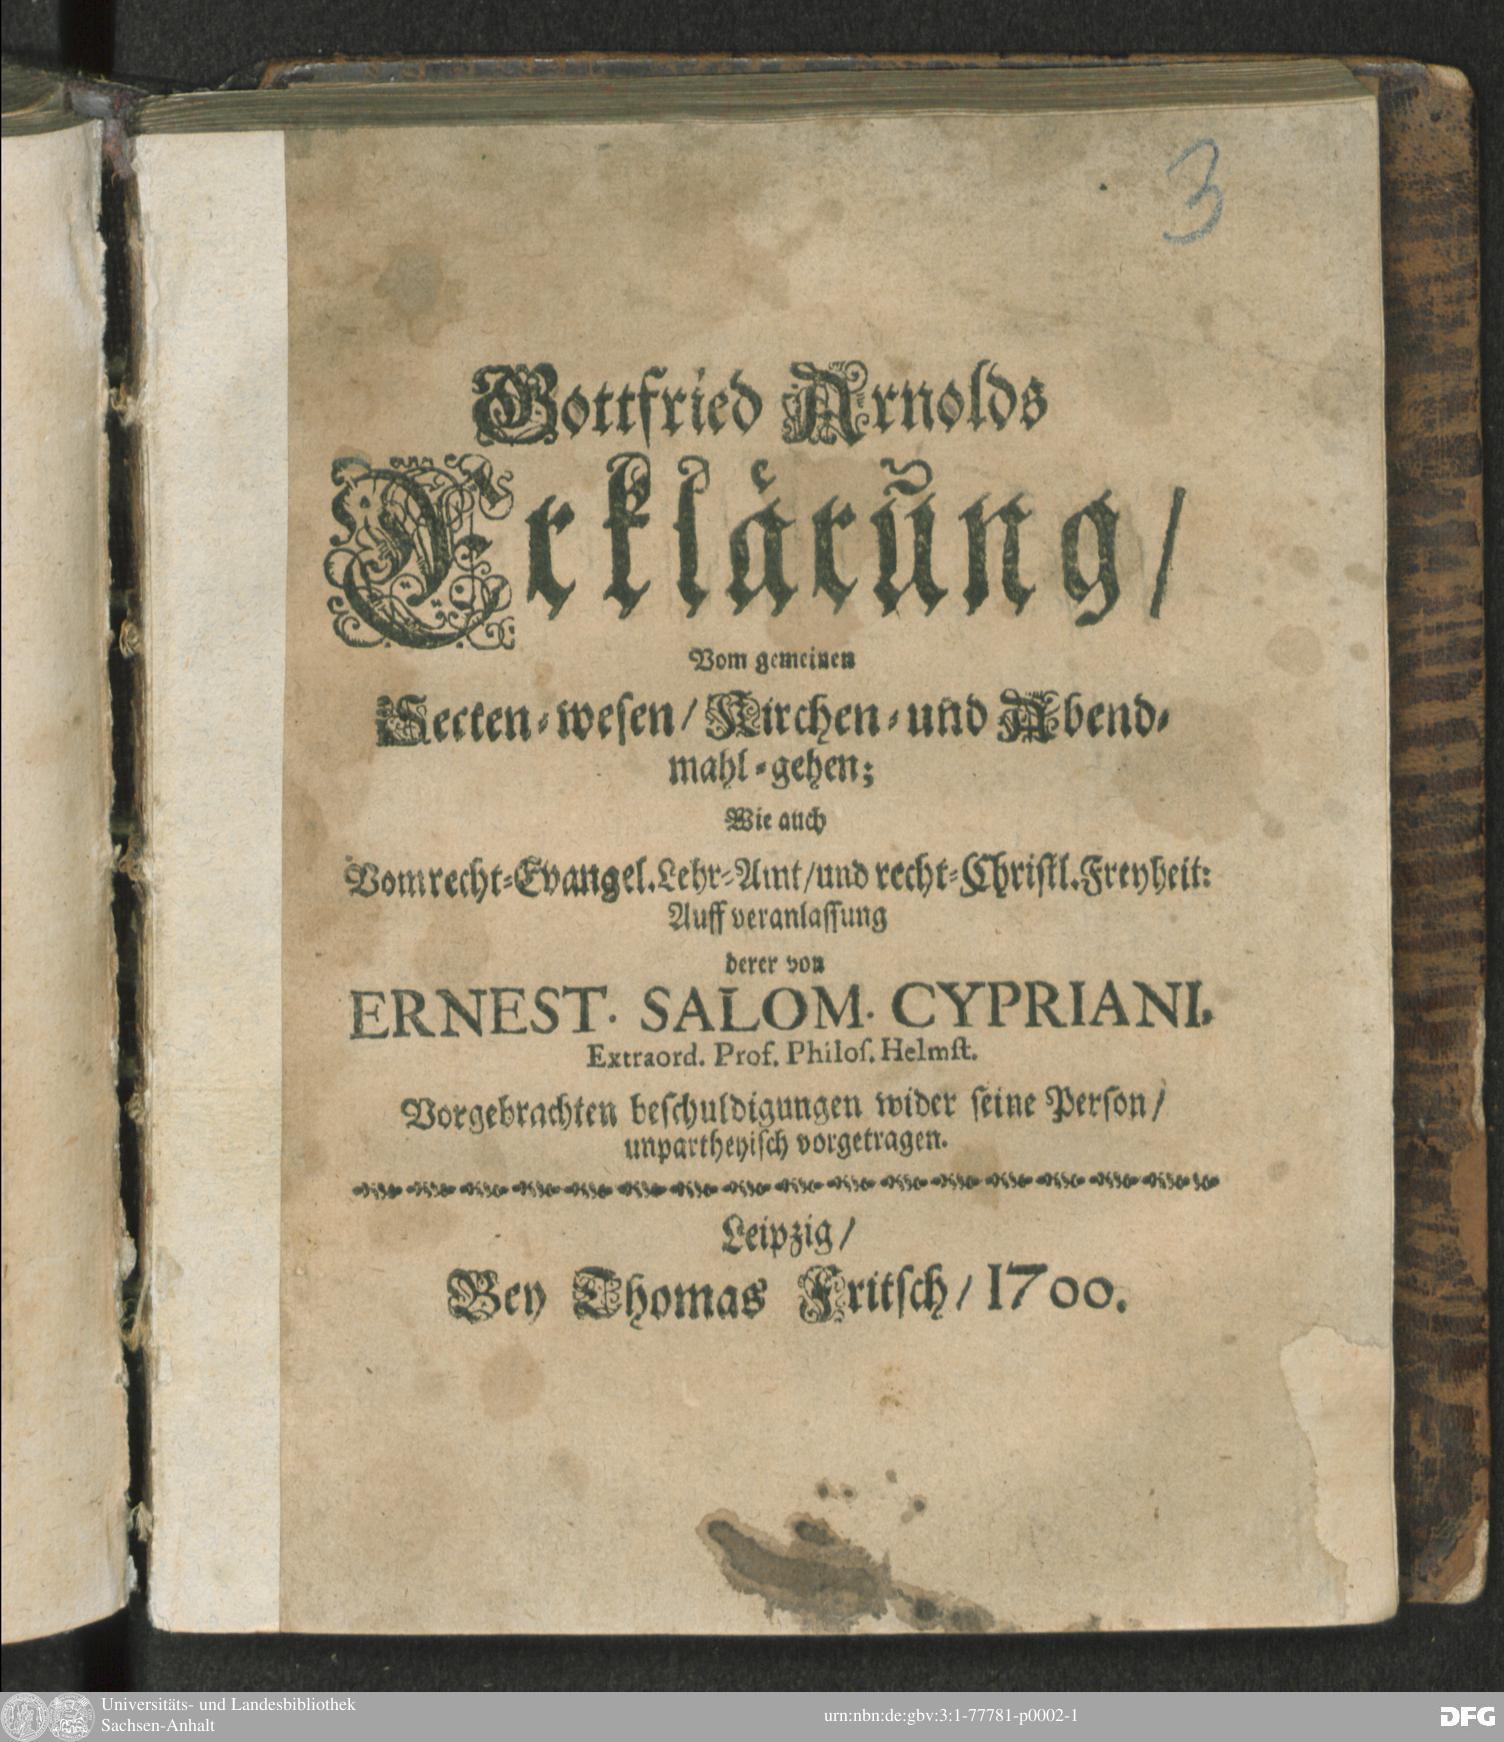 3
Gottfried Arnolds
Erklaͤrũng/
Vom gemeinen
Secten-weſen/ Kirchen-und Abend-
mahl-gehen;
Wie auch
Vom recht-Evangel. Lehr-Amt/und recht-Chriſtl. Freyheit:
Auff veranlaſſung
derer von
ERNEST. SALOM. CYPRIANI,
Extraord. Prof. Philoſ. Helmſt.
Vorgebrachten beſchuldigungen wider ſeine Perſon/
unpartheyiſch vorgetragen.
Leipzig/
Bey Thomas Fritſch/ 1700.
Universitäts- und Landesbibliothek
Sachsen-Anhalt
urn:nbn:de:gbv:3:1-77781-p0002-1
DFG